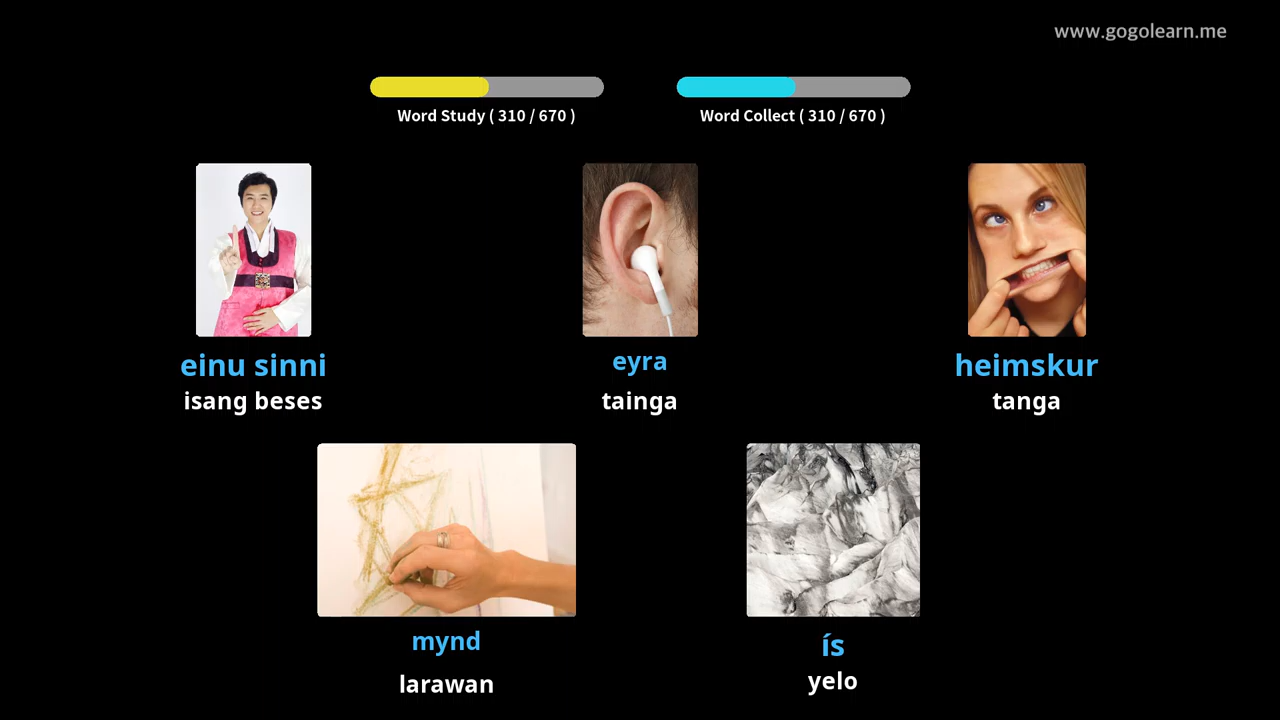 www.gogolearn.me
Word Study ( 310 / 670 )
Word Collect ( 310 / 670 )
einu sinni
isang beses
eyra
tainga
heimskur
tanga
mynd
larawan
ís
yelo